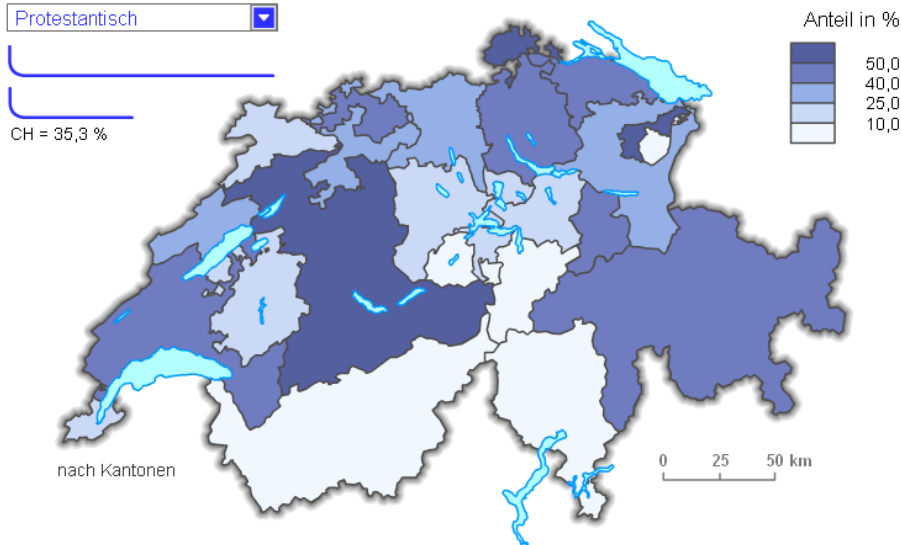 Protestantisch
CH = 35,3 %
Anteil in %
50,0
40,0
25,0
10,0
nach Kantonen
0 25 50 km